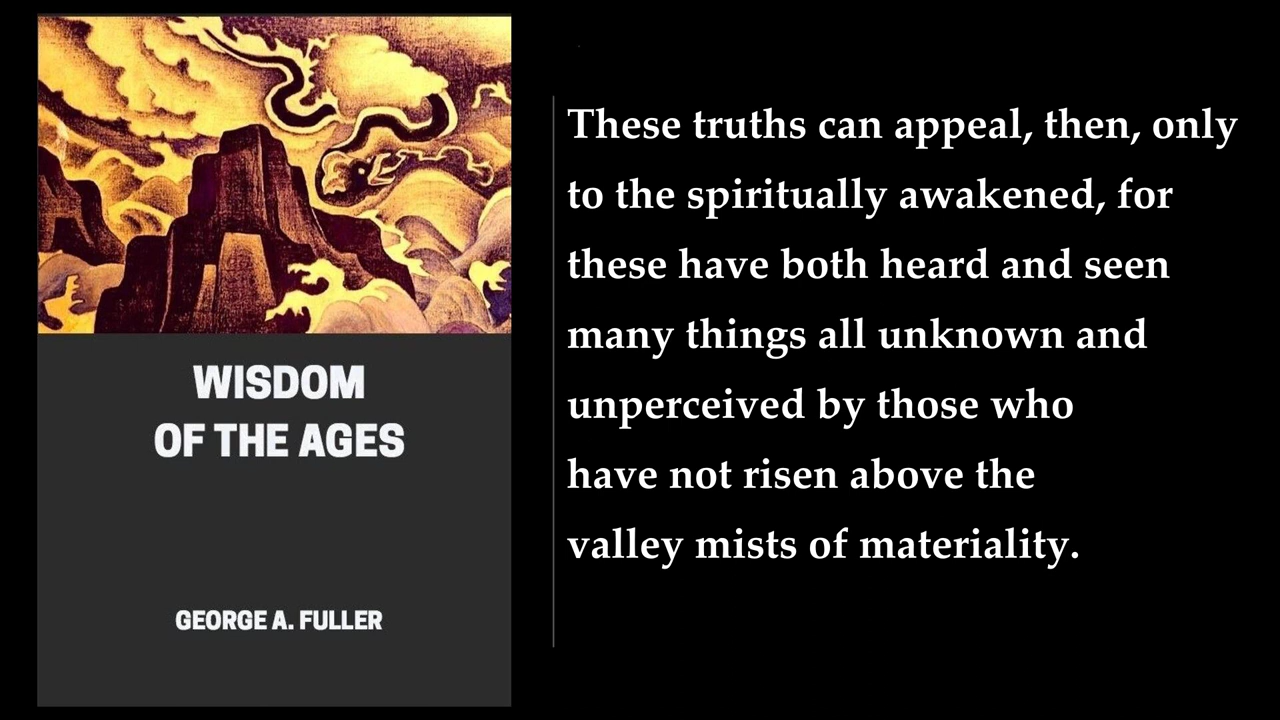 WISDOM
OF THE AGES
GEORGE A. FULLER
These truths can appeal, then, only
to the spiritually awakened, for
these have both heard and seen
many things all unknown and
unperceived by those who
have not risen above the
valley mists of materiality.